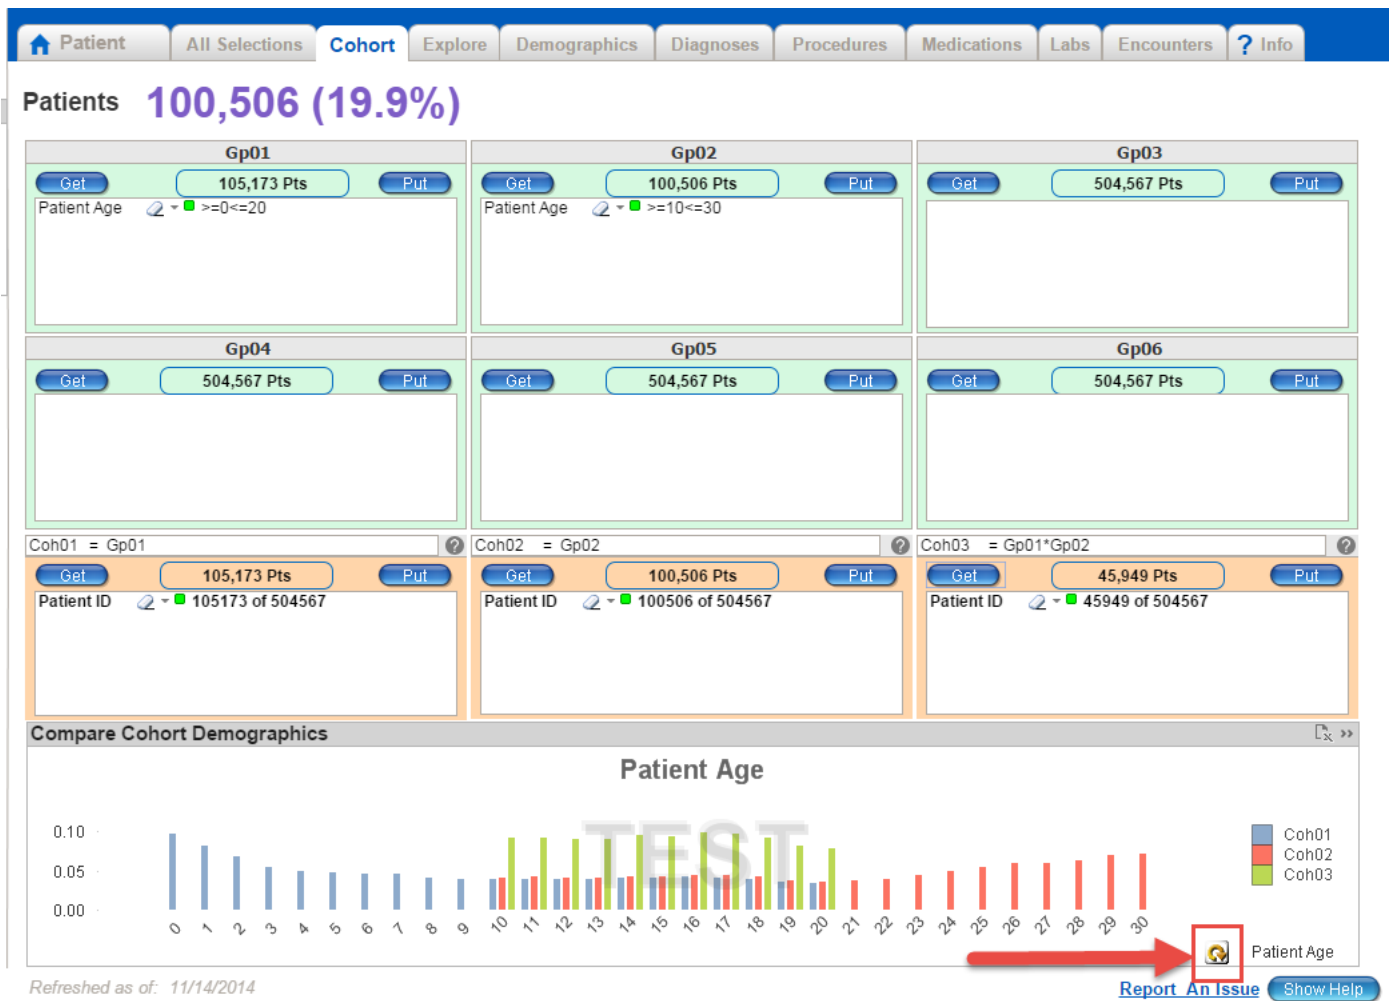 Patient All Selections Cohort Explore Demographics Diagnoses Procedures Medications Labs Encounters ? Info
Patients 100,506 (19.9%)
Gp01 Gp02 Gp03
Get 105,173 Pts Put Get 100,506 Pts Put Get 504,567 Pts Put
Patient Age >=0<=20 Patient Age >=10<=30
Gp04 Gp05 Gp06
Get 504,567 Pts Put Get 504,567 Pts Put Get 504,567 Pts Put
Coh01 = Gp01 ? Coh02 = Gp02 ? Coh03 = Gp01*Gp02 ?
Get 105,173 Pts Put Get 100,506 Pts Put Get 45,949 Pts Put
Patient ID 105173 of 504567 Patient ID 100506 of 504567 Patient ID 45949 of 504567
Compare Cohort Demographics
Patient Age
TEST
0.10 Coh01
Coh02
0.05 Coh03
0.00
0 1 2 3 4 5 6 7 8 9 10 11 12 13 14 15 16 17 18 19 20 21 22 23 24 25 26 27 28 29 30
Patient Age
Refreshed as of: 11/14/2014 Report An Issue Show Help